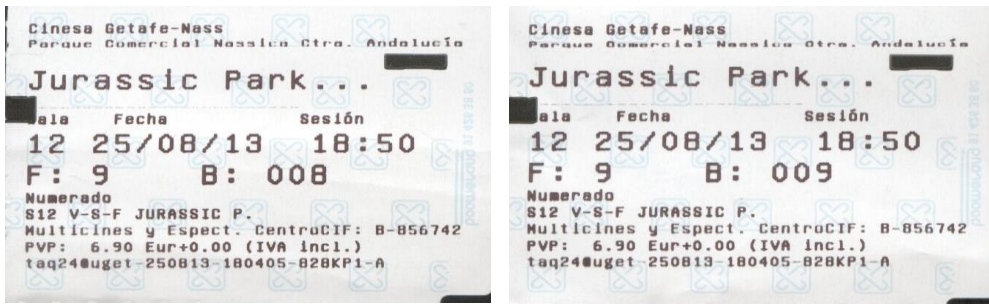 Cinesa Getafe-Nass
Parque Comercial Nassica Ctra. Andalucía
Jurassic Park...
ala Fecha Sesión
12 25/08/13 18:50
F: 9 B: 008
Numerado
S12 V-S-F JURASSIC P.
Multicines y Espect. CentroCIF: B-856742
PVP: 6.90 Eur+0.00 (IVA incl.)
taq24@uget-250813-180405-828KP1-A
Cinesa Getafe-Nass
Parque Comercial Nassica Ctra. Andalucía
Jurassic Park...
ala Fecha Sesión
12 25/08/13 18:50
F: 9 B: 009
Numerado
S12 V-S-F JURASSIC P.
Multicines y Espect. CentroCIF: B-856742
PVP: 6.90 Eur+0.00 (IVA incl.)
taq24@uget-250813-180405-828KP1-A